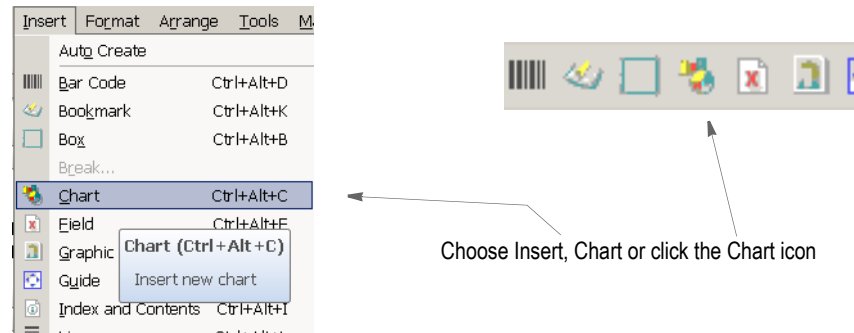 Insert Format Arrange Tools
Auto Create
Bar Code Ctrl+Alt+D
Bookmark Ctrl+Alt+K
Box Ctrl+Alt+B
Break...
Chart Ctrl+Alt+C
Field Ctrl+Alt+F
Graphic
Chart (Ctrl+Alt+C)
Insert new chart
Guide
Index and Contents Ctrl+Alt+I
Choose Insert, Chart or click the Chart icon